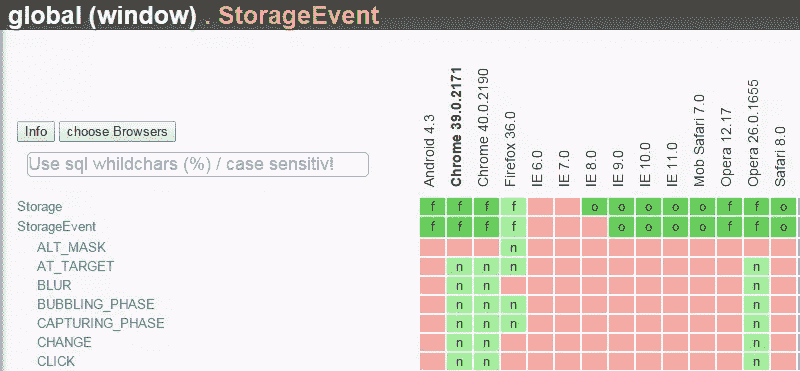 global (window) . StorageEvent
Info choose Browsers
Use sql whildchars (%) / case sensitiv!
Android 4.3 Chrome 39.0.2171 Chrome 40.0.2190 Firefox 36.0 IE 6.0 IE 7.0 IE 8.0 IE 9.0 IE 10.0 IE 11.0 Mob Safari 7.0 Opera 12.17 Opera 26.0.1655 Safari 8.0
Storage f f f f o o o o o f f o
StorageEvent f f f f o o o o f f o
ALT_MASK n
AT_TARGET n n n n
BLUR n n n
BUBBLING_PHASE n n n n
CAPTURING_PHASE n n n n
CHANGE n n n
CLICK n n n